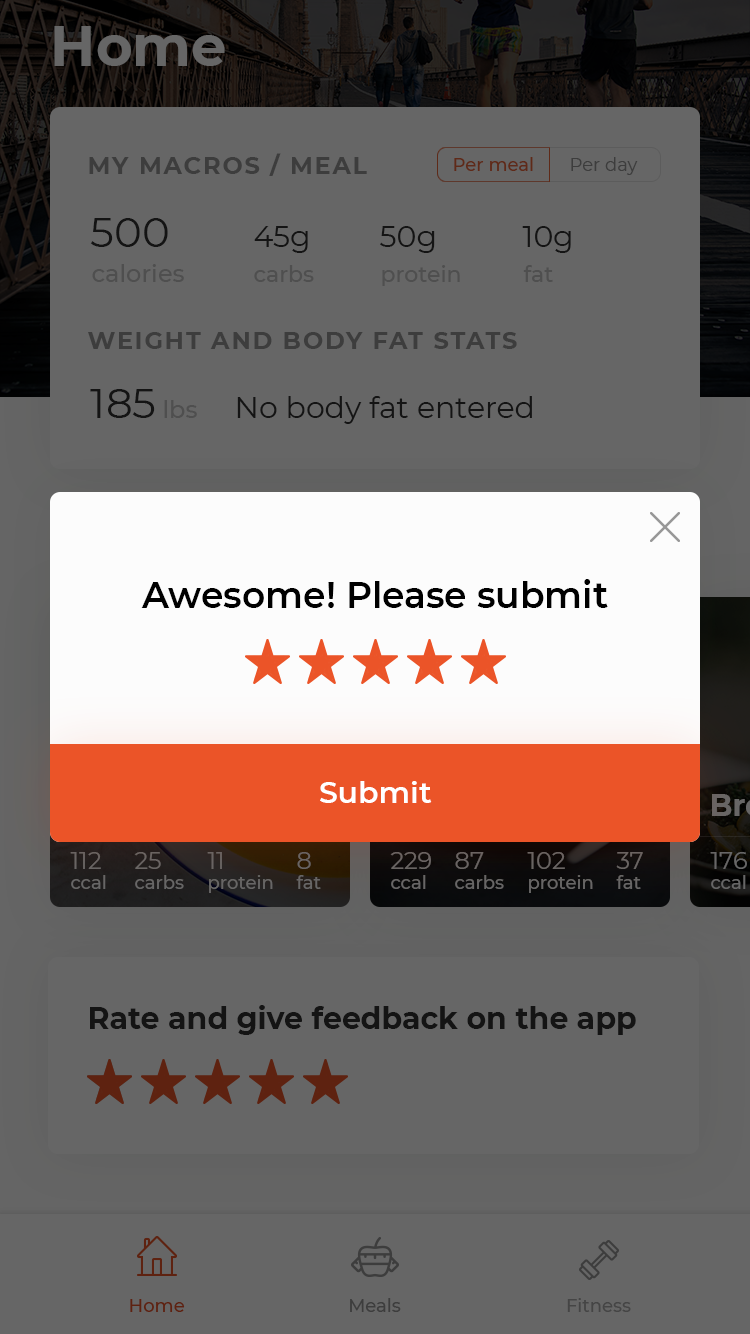 Home
MY MACROS / MEAL
Per meal Per day
500 45g 50g 10g
calories carbs protein fat
WEIGHT AND BODY FAT STATS
185 lbs No body fat entered
Awesome! Please submit
Submit
112 25 11 8
ccal carbs protein fat
229 87 102 37
ccal carbs protein fat
176
ccal
Rate and give feedback on the app
Home Meals Fitness